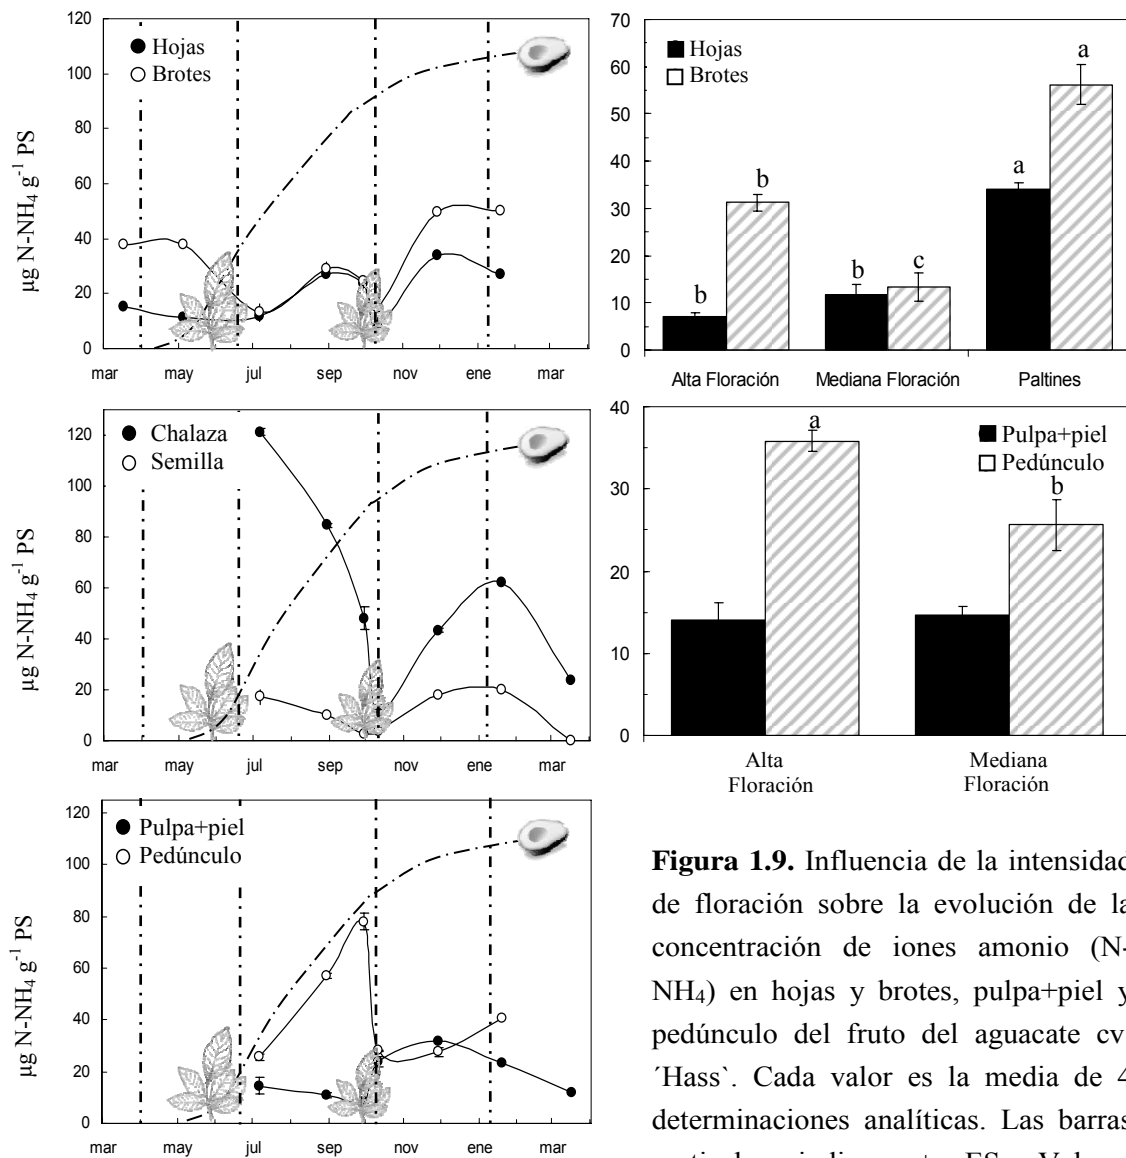 120
100
80
60
40
20
0
Hojas
Brotes
µg N-NH4 g-1 PS
mar may jul sep nov ene mar
70
60
50
40
30
20
10
0
Hojas
Brotes
b
b
b
c
a
a
Alta Floración Mediana Floración Paltines
120
100
80
60
40
20
0
Chalaza
Semilla
µg N-NH4 g-1 PS
mar may jul sep nov ene mar
40
30
20
10
0
Pulpa+piel
Pedúnculo
a
b
Alta Mediana
Floración Floración
120
100
80
60
40
20
0
Pulpa+piel
Pedúnculo
µg N-NH4 g-1 PS
mar may jul sep nov ene mar
Figura 1.9. Influencia de la intensidad
de floración sobre la evolución de la
concentración de iones amonio (N-
NH4) en hojas y brotes, pulpa+piel y
pedúnculo del fruto del aguacate cv
´Hass`. Cada valor es la media de 4
determinaciones analíticas. Las barras